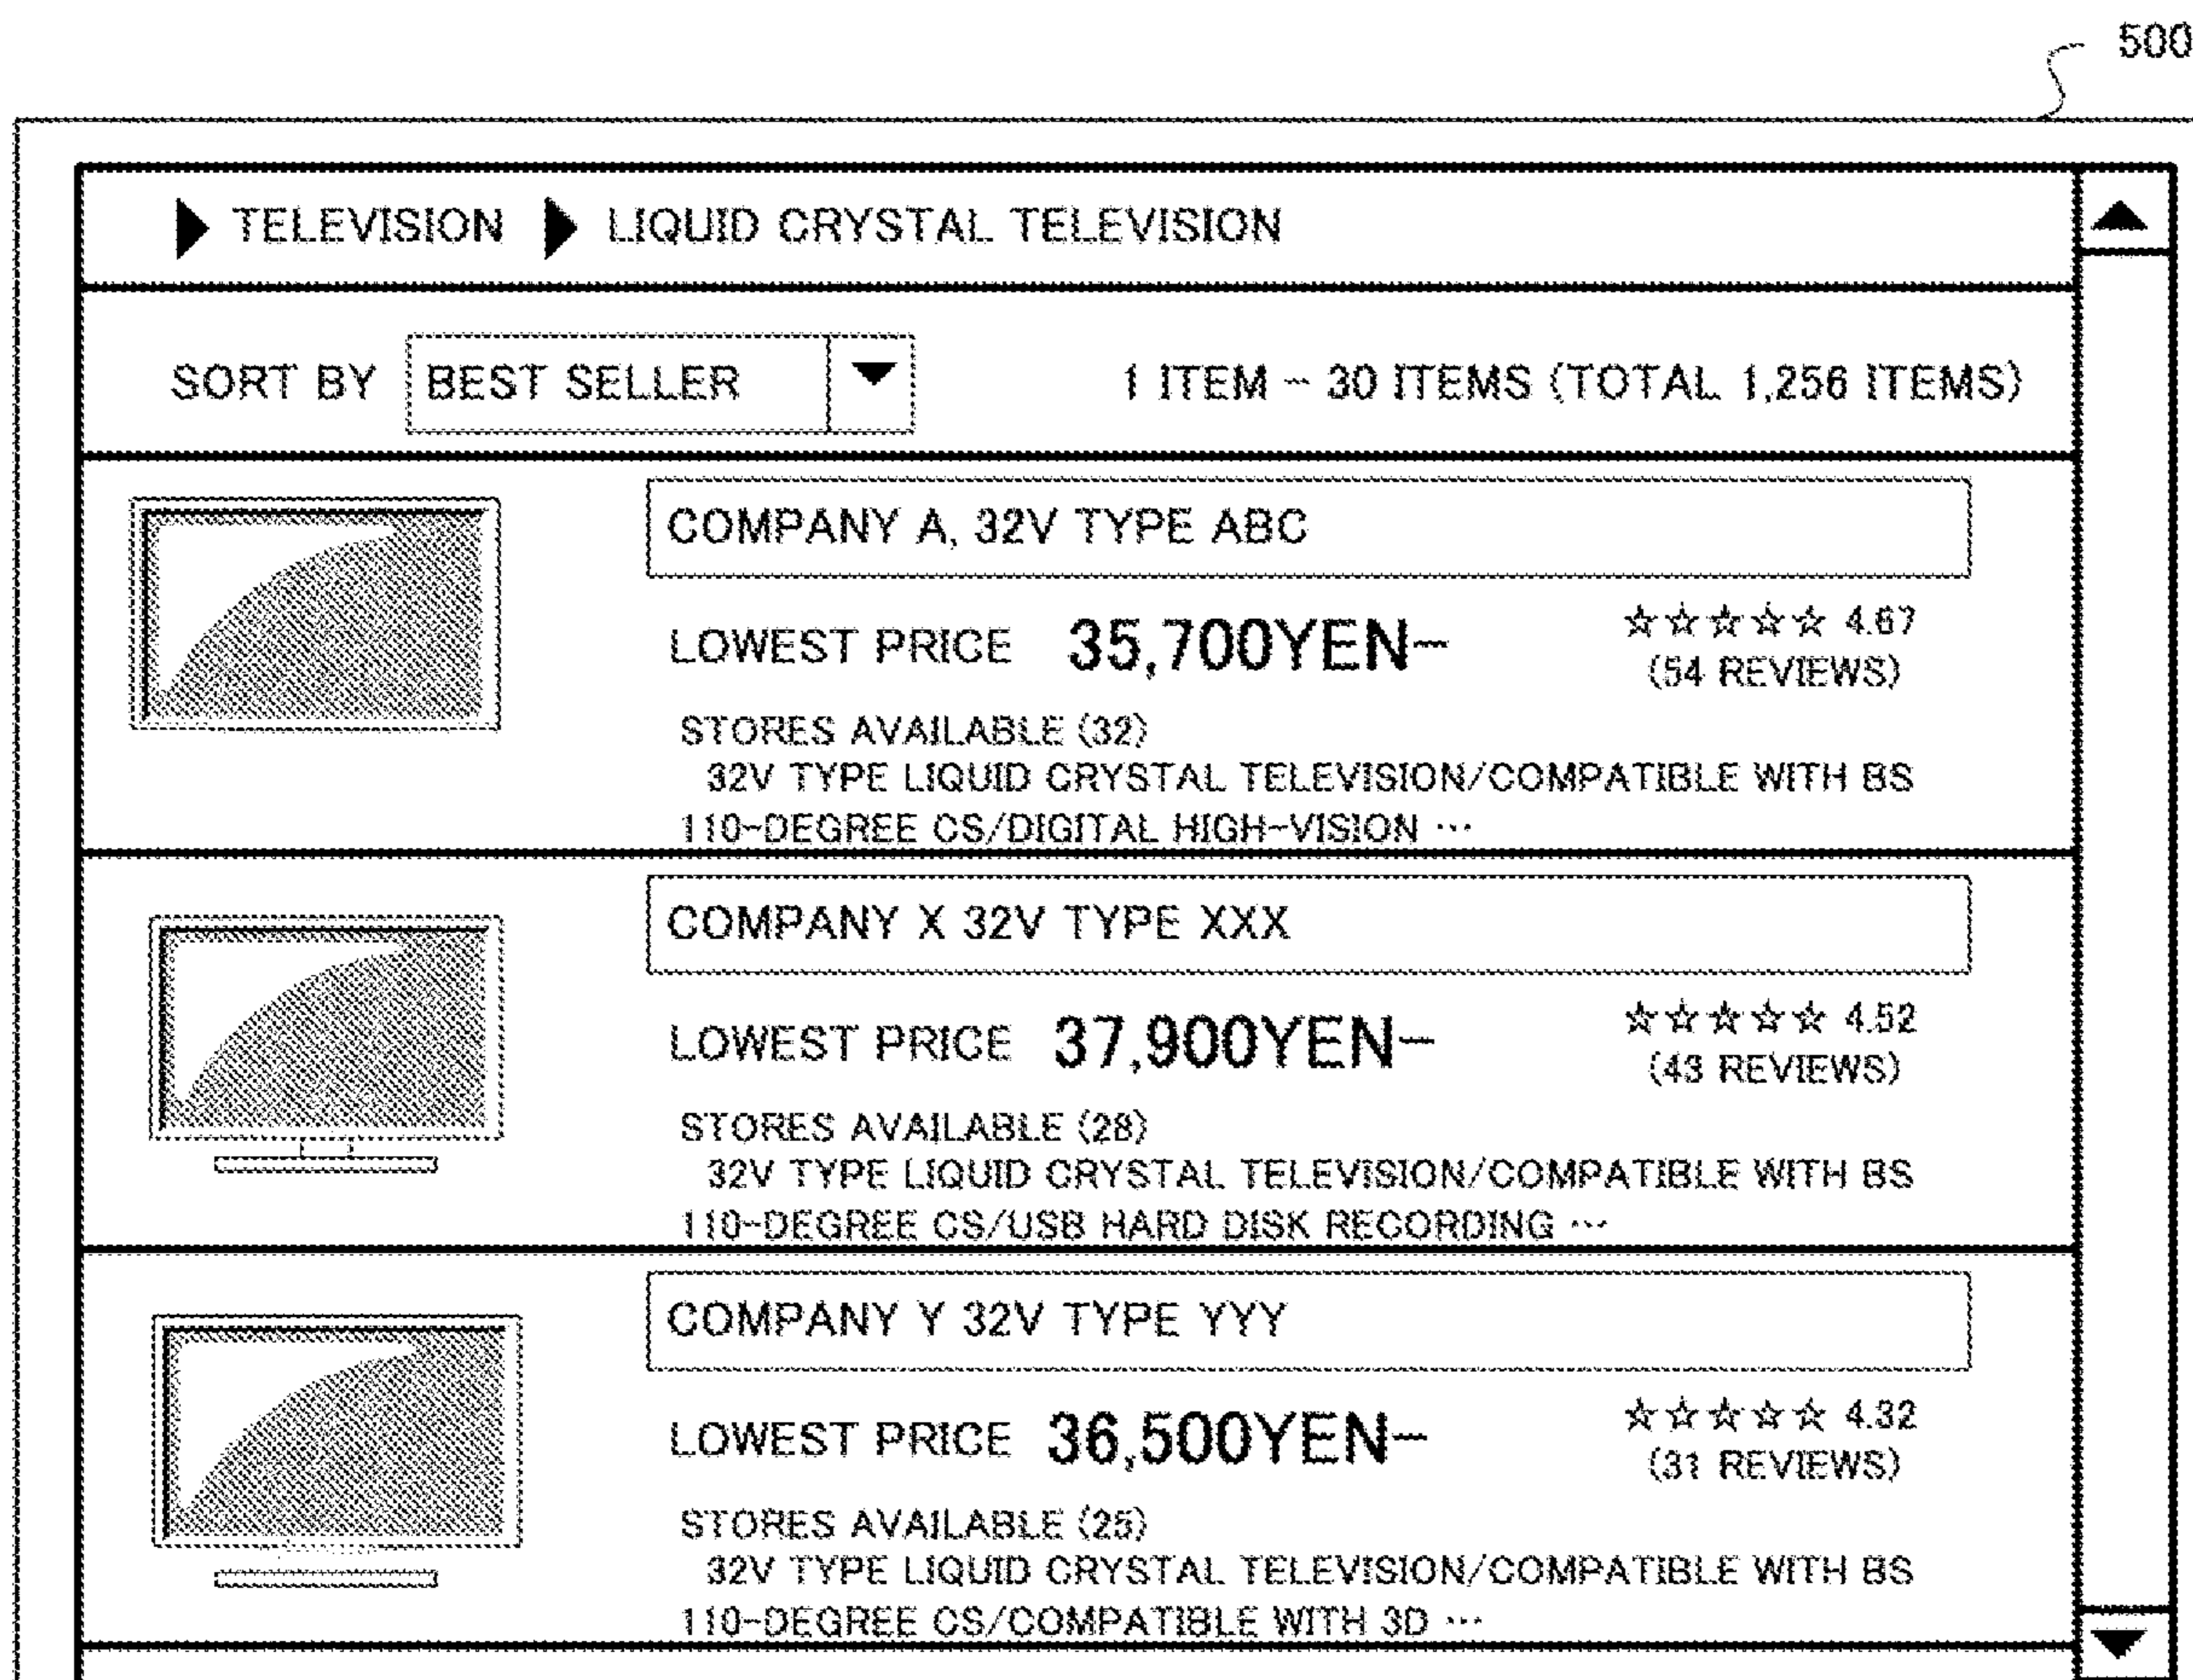 500
▶ TELEVISION ▶ LIQUID CRYSTAL TELEVISION
SORT BY BEST SELLER ▼ 1 ITEM - 30 ITEMS (TOTAL 1,256 ITEMS)
COMPANY A, 32V TYPE ABC
LOWEST PRICE 35,700YEN- ☆☆☆☆☆ 4.67
(54 REVIEWS)
STORES AVAILABLE (32)
32V TYPE LIQUID CRYSTAL TELEVISION/COMPATIBLE WITH BS
110-DEGREE CS/DIGITAL HIGH-VISION ···
COMPANY X 32V TYPE XXX
LOWEST PRICE 37,900YEN- ☆☆☆☆☆ 4.52
(43 REVIEWS)
STORES AVAILABLE (28)
32V TYPE LIQUID CRYSTAL TELEVISION/COMPATIBLE WITH BS
110-DEGREE CS/USB HARD DISK RECORDING ···
COMPANY Y 32V TYPE YYY
LOWEST PRICE 36,500YEN- ☆☆☆☆☆ 4.32
(31 REVIEWS)
STORES AVAILABLE (25)
32V TYPE LIQUID CRYSTAL TELEVISION/COMPATIBLE WITH BS
110-DEGREE CS/COMPATIBLE WITH 3D ···